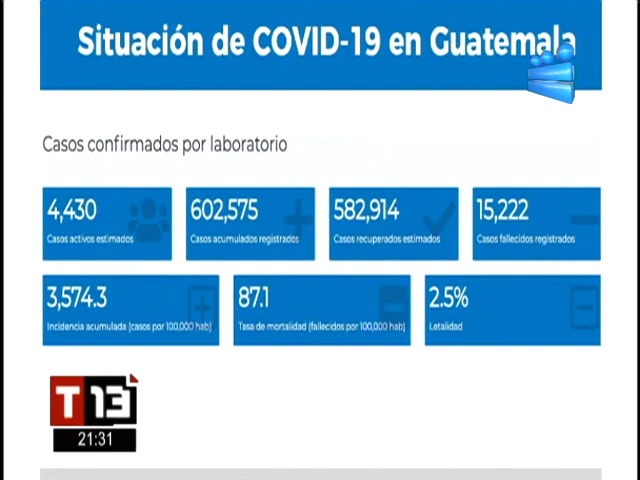 Situación de COVID-19 en Guatemala
Casos confirmados por laboratorio
4,430
Casos activos estimados
602,575
Casos acumulados registrados
582,914
Casos recuperados estimados
15,222
Casos fallecidos registrados
3,574.3
Incidencia acumulada (casos por 100,000 hab)
87.1
Tasa de mortalidad (fallecidos por 100,000 hab)
2.5%
Letalidad
T13
21:31